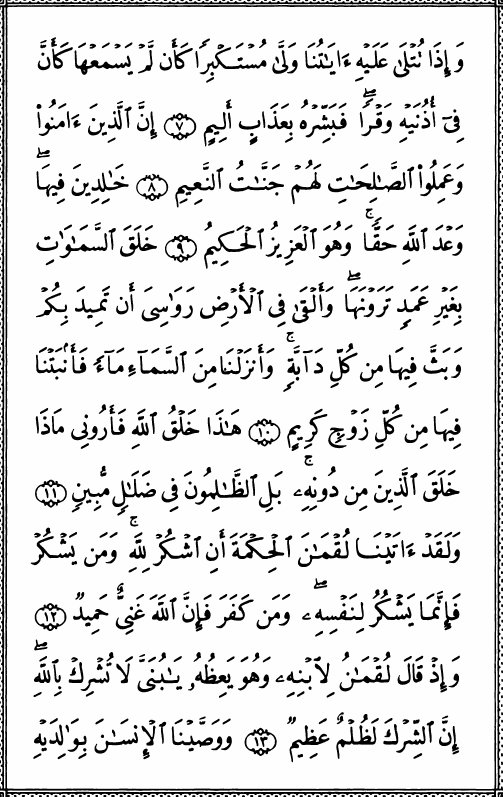 وَإِذَا تُتْلَىٰ عَلَيْهِ ءَايَٰتُنَا وَلَّىٰ مُسْتَكْبِرًا كَأَن لَّمْ يَسْمَعْهَا كَأَنَّ
فِىٓ أُذُنَيْهِ وَقْرًاۖ فَبَشِّرْهُ بِعَذَابٍ أَلِيمٍ ﴿٧﴾ إِنَّ ٱلَّذِينَ ءَامَنُوا۟
وَعَمِلُوا۟ ٱلصَّٰلِحَٰتِ لَهُمْ جَنَّٰتُ ٱلنَّعِيمِ ﴿٨﴾ خَٰلِدِينَ فِيهَاۖ
وَعْدَ ٱللَّهِ حَقًّاۚ وَهُوَ ٱلْعَزِيزُ ٱلْحَكِيمُ ﴿٩﴾ خَلَقَ ٱلسَّمَٰوَٰتِ
بِغَيْرِ عَمَدٍ تَرَوْنَهَاۖ وَأَلْقَىٰ فِى ٱلْأَرْضِ رَوَٰسِىَ أَن تَمِيدَ بِكُمْ
وَبَثَّ فِيهَا مِن كُلِّ دَآبَّةٍۚ وَأَنزَلْنَا مِنَ ٱلسَّمَآءِ مَآءً فَأَنۢبَتْنَا
فِيهَا مِن كُلِّ زَوْجٍ كَرِيمٍ ﴿١٠﴾ هَٰذَا خَلْقُ ٱللَّهِ فَأَرُونِى مَاذَا
خَلَقَ ٱلَّذِينَ مِن دُونِهِۦۚ بَلِ ٱلظَّٰلِمُونَ فِى ضَلَٰلٍ مُّبِينٍ ﴿١١﴾
وَلَقَدْ ءَاتَيْنَا لُقْمَٰنَ ٱلْحِكْمَةَ أَنِ ٱشْكُرْ لِلَّهِۚ وَمَن يَشْكُرْ
فَإِنَّمَا يَشْكُرُ لِنَفْسِهِۦۖ وَمَن كَفَرَ فَإِنَّ ٱللَّهَ غَنِىٌّ حَمِيدٌ ﴿١٢﴾
وَإِذْ قَالَ لُقْمَٰنُ لِٱبْنِهِۦ وَهُوَ يَعِظُهُۥ يَٰبُنَىَّ لَا تُشْرِكْ بِٱللَّهِۖ
إِنَّ ٱلشِّرْكَ لَظُلْمٌ عَظِيمٌ ﴿١٣﴾ وَوَصَّيْنَا ٱلْإِنسَٰنَ بِوَٰلِدَيْهِ